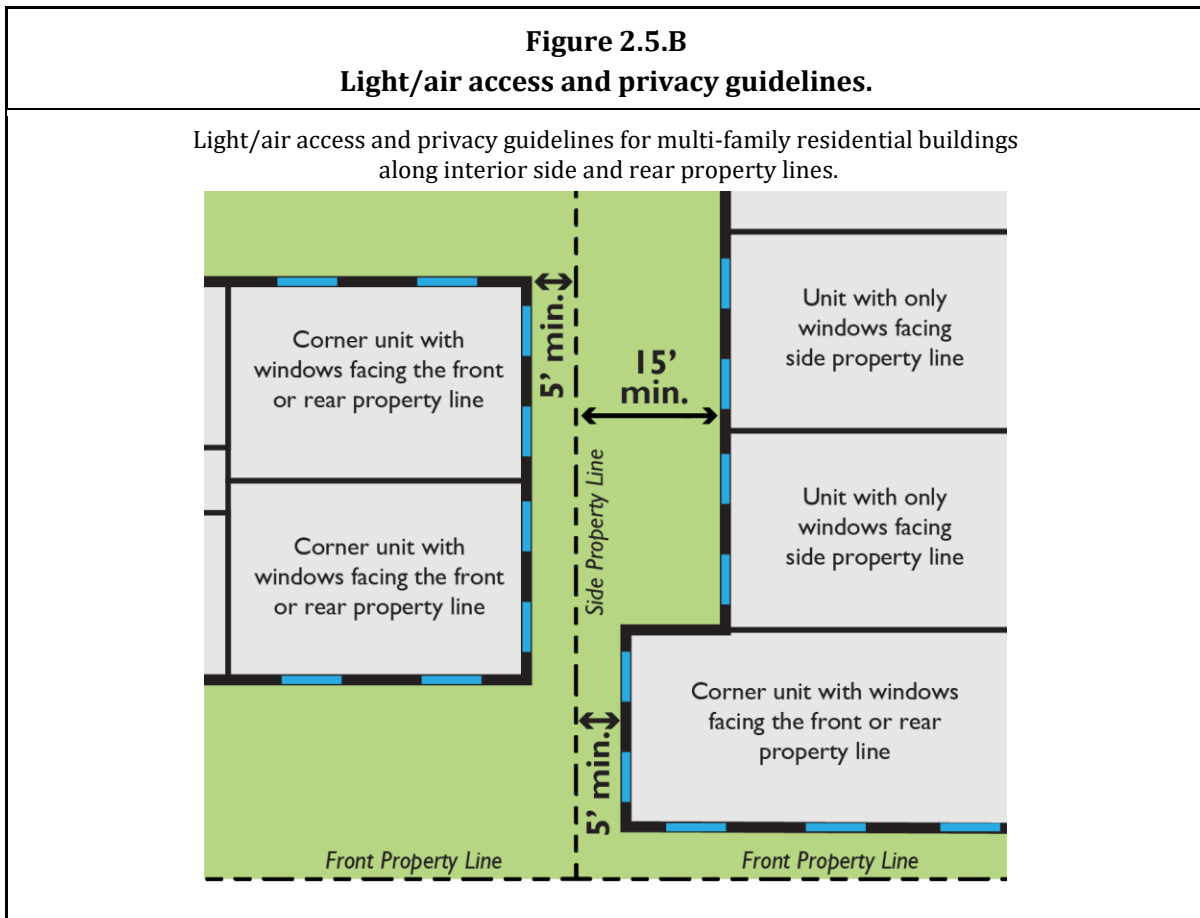 Figure 2.5.B
Light/air access and privacy guidelines.
Light/air access and privacy guidelines for multi-family residential buildings
along interior side and rear property lines.
Corner unit with
windows facing the front
or rear property line
Corner unit with
windows facing the front
or rear property line
5' min.
Side Property Line
15'
min.
Unit with only
windows facing
side property line
Unit with only
windows facing
side property line
Corner unit with windows
facing the front or rear
property line
5' min.
Front Property Line
Front Property Line